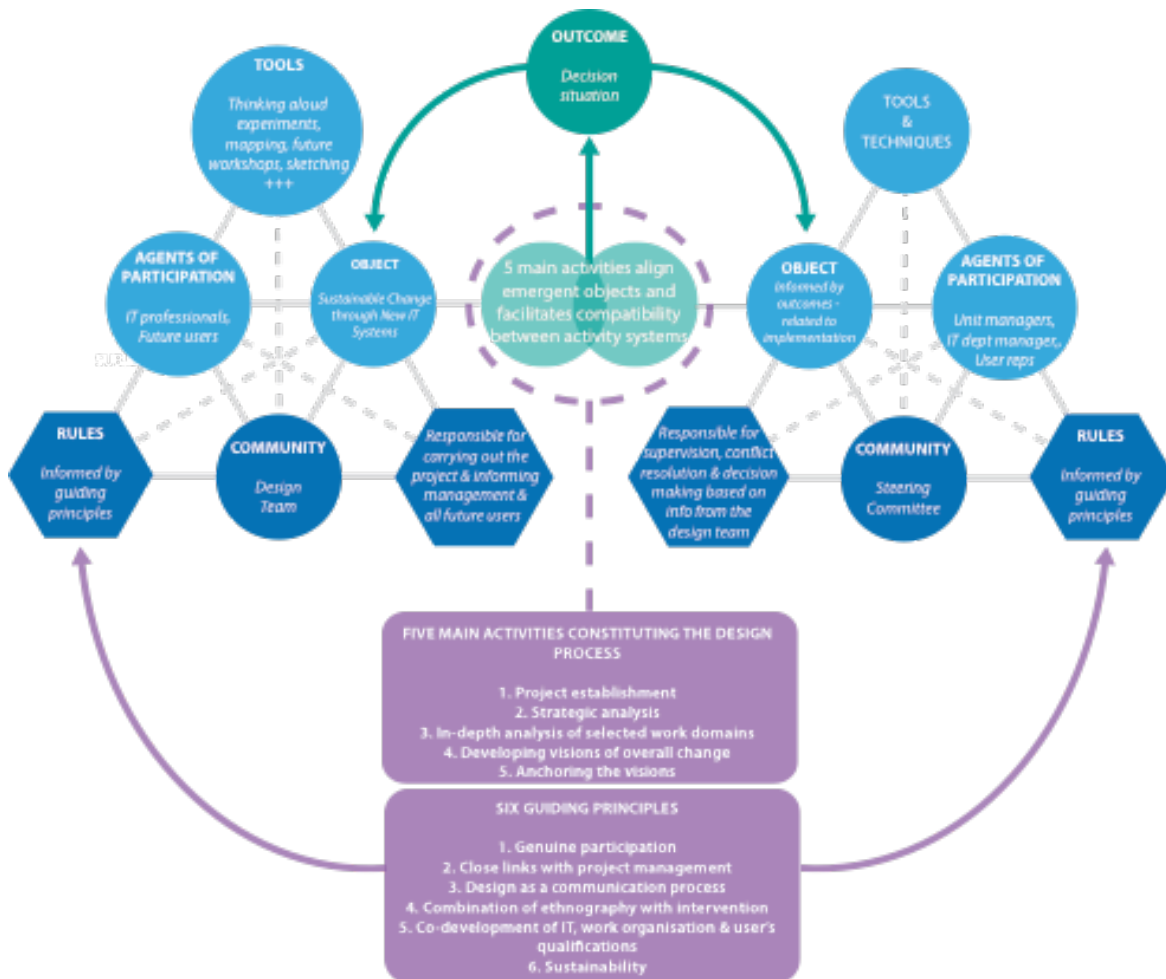 OUTCOME
Decision
situation
TOOLS
Thinking aloud
experiments,
mapping, future
workshops, sketching
+++
TOOLS
&
TECHNIQUES
AGENTS OF
PARTICIPATION
IT professionals,
Future users
OBJECT
Sustainable Change
through New IT
Systems
5 main activities align
emergent objects and
facilitates compatibility
between activity systems
OBJECT
Informed by
outcomes -
related to
implementation
AGENTS OF
PARTICIPATION
Unit managers,
IT dept manager,,
User reps
RULES
Informed by
guiding
principles
COMMUNITY
Design
Team
Responsible for
carrying out the
project & informing
management &
all future users
Responsible for
supervision, conflict
resolution & decision
making based on
info from the
design team
COMMUNITY
Steering
Committee
RULES
Informed by
guiding
principles
FIVE MAIN ACTIVITIES CONSTITUTING THE DESIGN
PROCESS
1. Project establishment
2. Strategic analysis
3. In-depth analysis of selected work domains
4. Developing visions of overall change
5. Anchoring the visions
SIX GUIDING PRINCIPLES
1. Genuine participation
2. Close links with project management
3. Design as a communication process
4. Combination of ethnography with intervention
5. Co-development of IT, work organisation & user's
qualifications
6. Sustainability